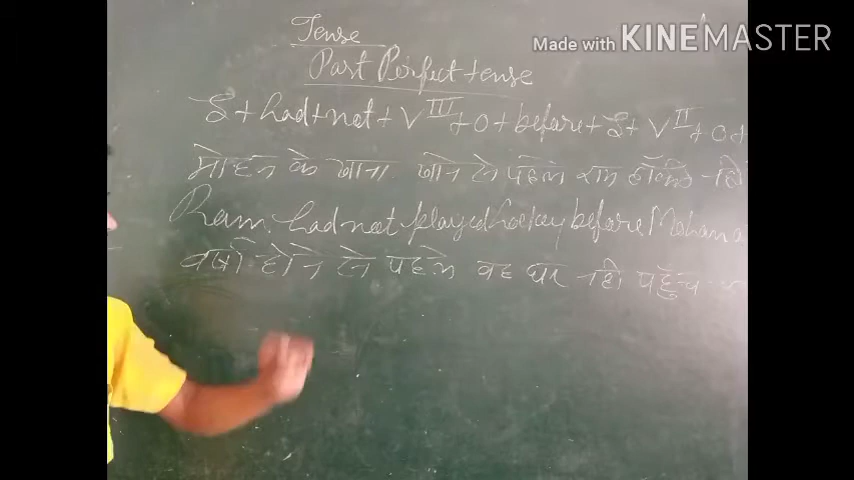 Made with KINEMASTER
Tense
Past Perfect tense
S + had + not + V III + O + before + S + V II + O +
मोहन के खाना खाने से पहले राम हॉकी नहीं
Ram had not played hockey before Mohan a
वर्षा होने से पहले वह घर नहीं पहुँच